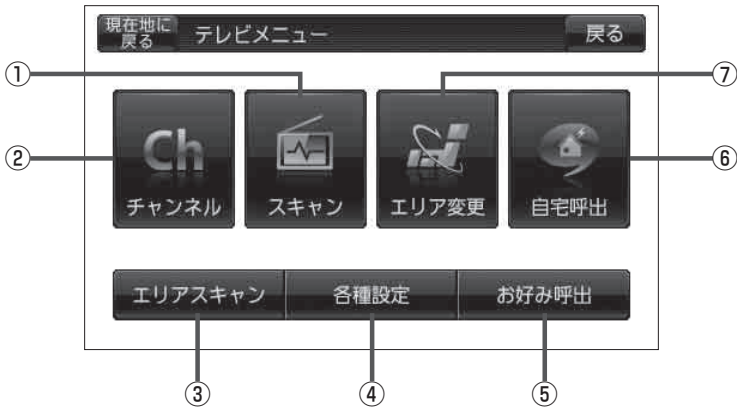 現在地に
戻る
テレビメニュー
戻る
①
⑦
②
Ch
⑥
チャンネル
スキャン
エリア変更
自宅呼出
エリアスキャン
各種設定
お好み呼出
③
④
⑤